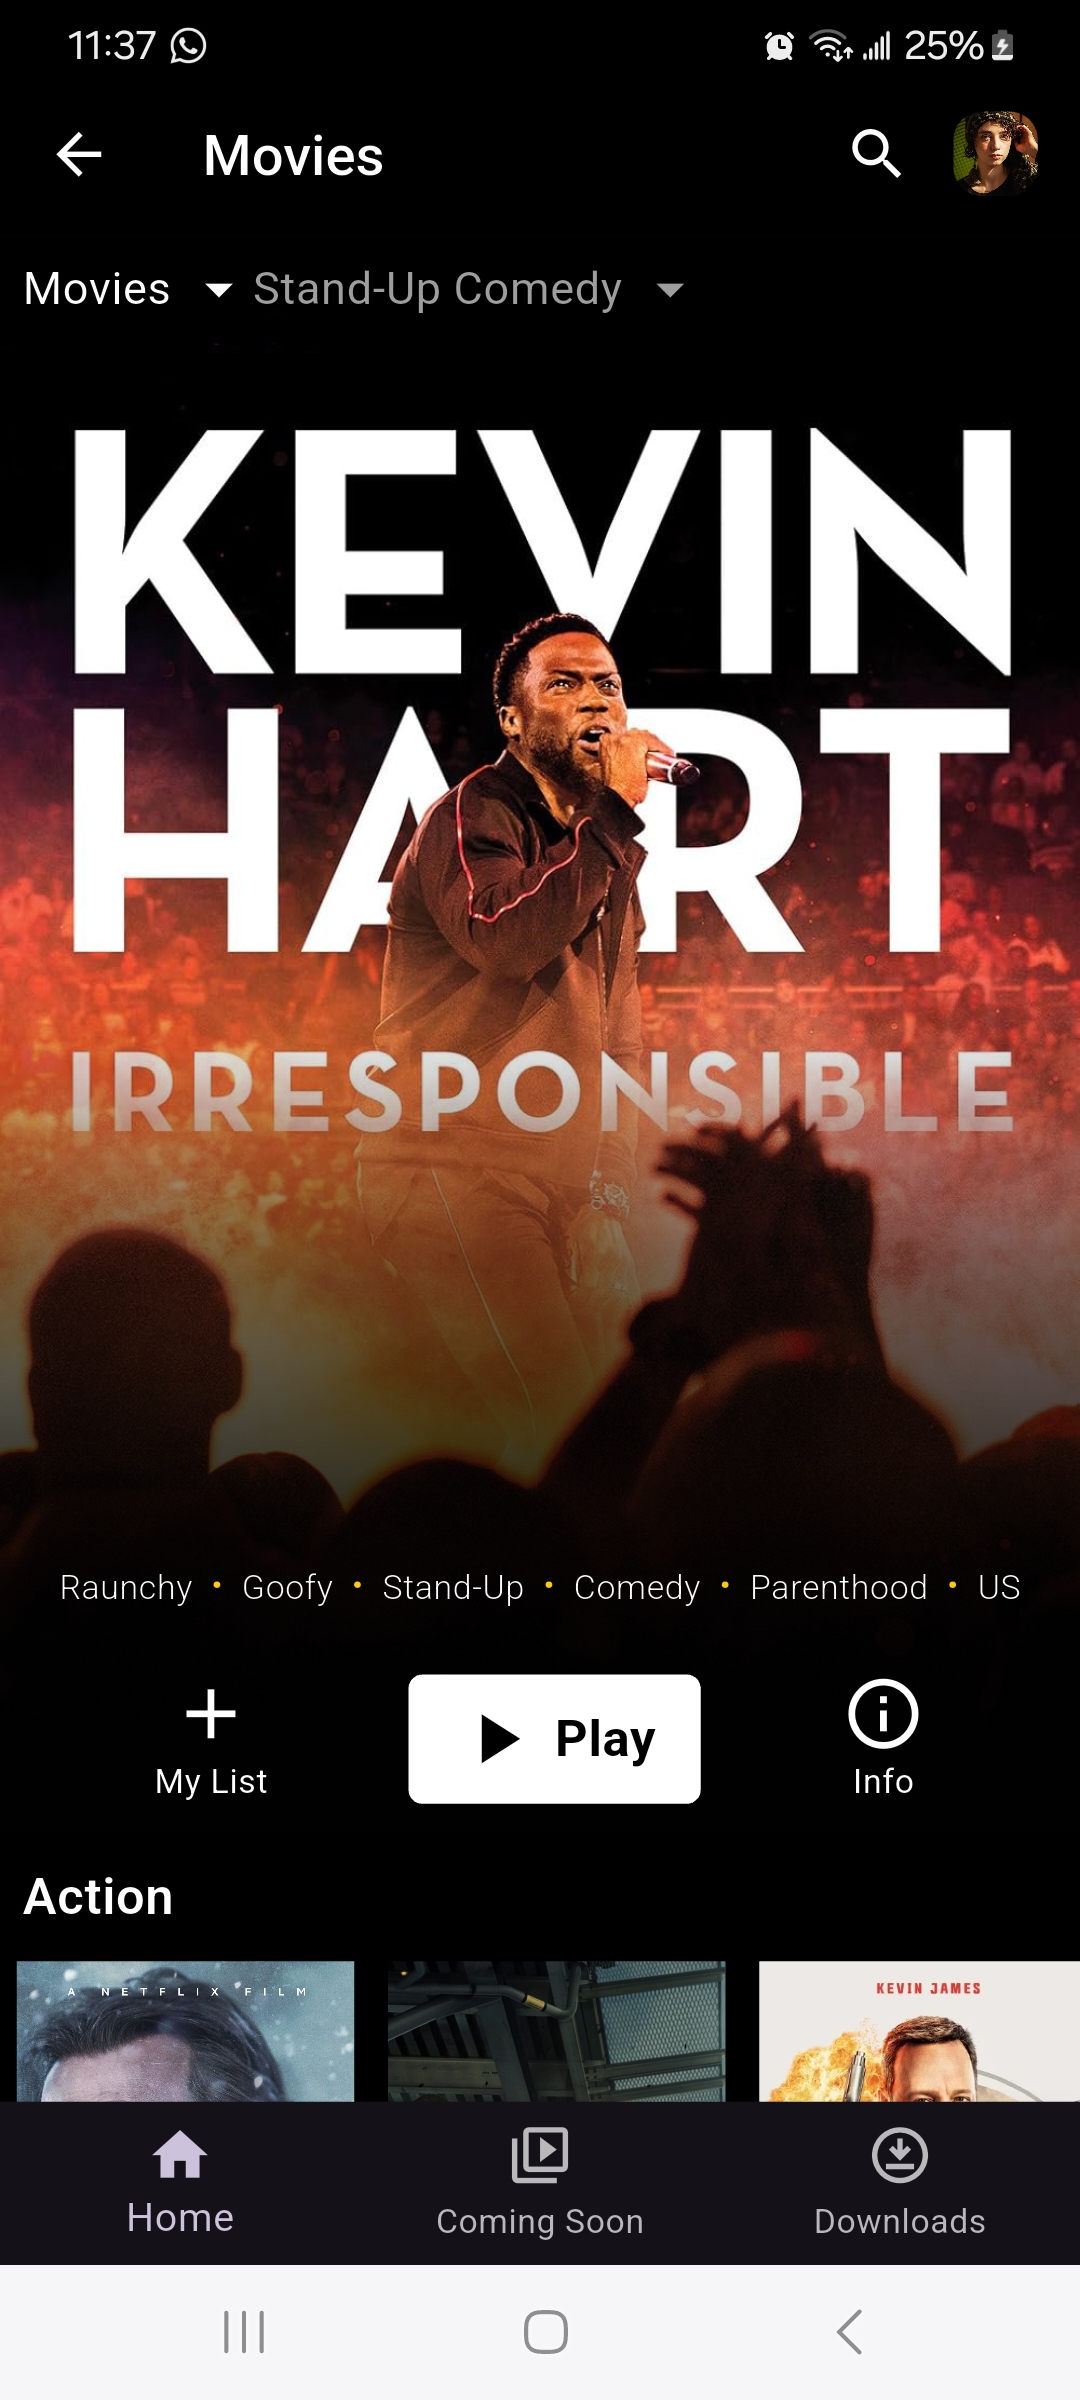 11:37 25%
Movies
Movies Stand-Up Comedy
KEVIN
HART
IRRESPONSIBLE
Raunchy • Goofy • Stand-Up • Comedy • Parenthood • US
My List Play Info
Action
A NETFLIX FILM KEVIN JAMES
Home Coming Soon Downloads